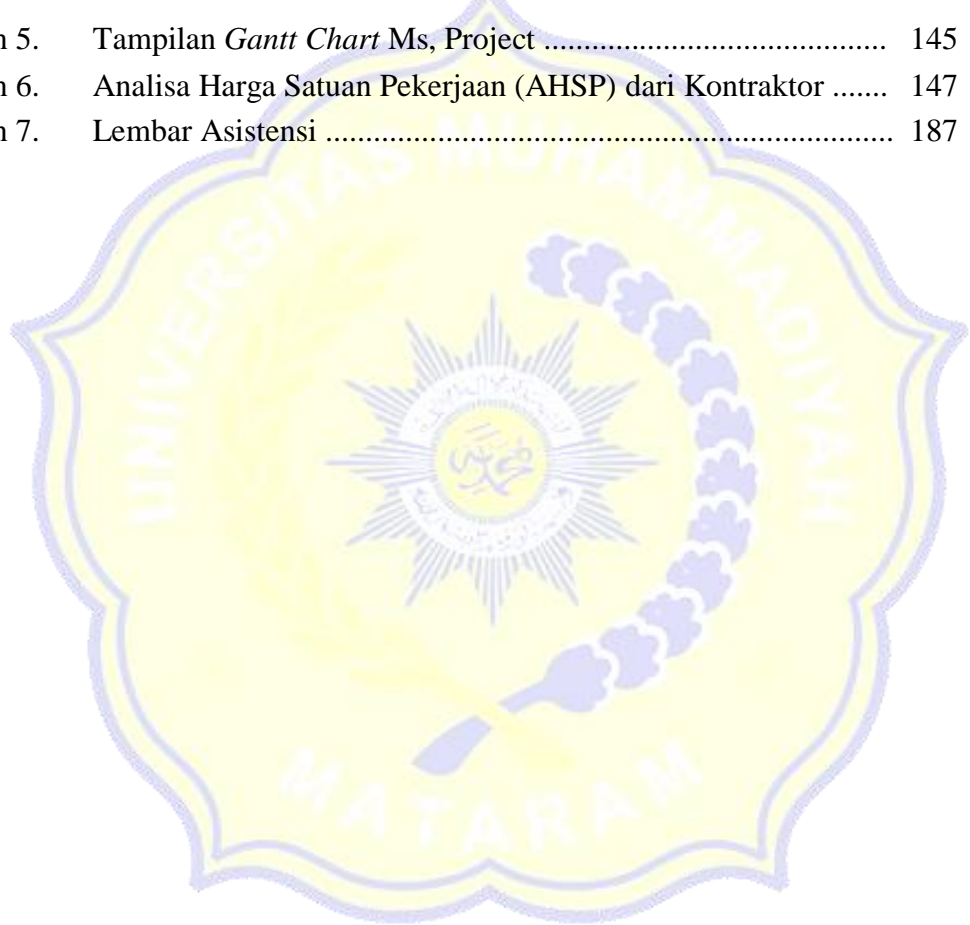 n 5. Tampilan Gantt Chart Ms, Project ........................................... 145
n 6. Analisa Harga Satuan Pekerjaan (AHSP) dari Kontraktor ....... 147
n 7. Lembar Asistensi ....................................................................... 187
UNIVERSITAS MUHAMMADIYAH
MATARAM